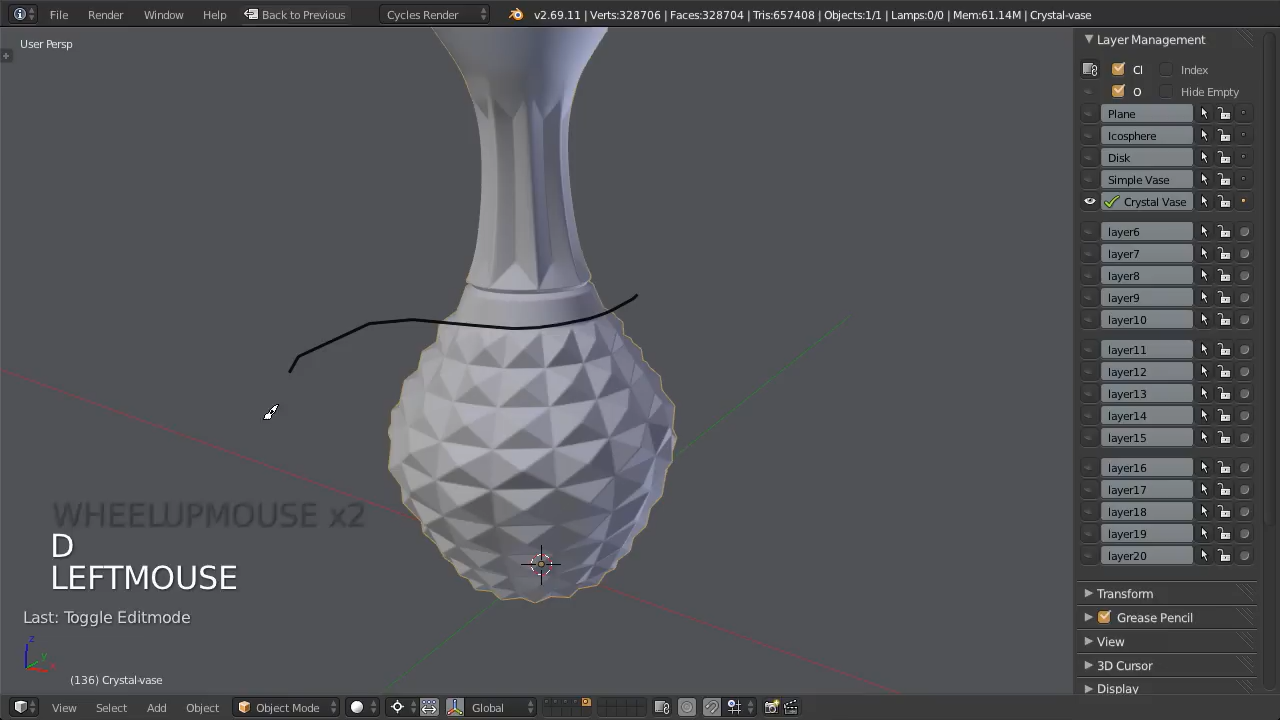 File Render Window Help Back to Previous Cycles Render v2.69.11 | Verts:328706 | Faces:328704 | Tris:657408 | Objects:1/1 | Lamps:0/0 | Mem:61.14M | Crystal-vase
User Persp
Layer Management
Cl Index
O Hide Empty
Plane
Icosphere
Disk
Simple Vase
Crystal Vase
layer6
layer7
layer8
layer9
layer10
layer11
layer12
layer13
layer14
layer15
layer16
layer17
layer18
layer19
layer20
Transform
Grease Pencil
View
3D Cursor
Display
WHEELUPMOUSE x2
D
LEFTMOUSE
Last: Toggle Editmode
z
y
x
(136) Crystal-vase
View Select Add Object Object Mode Global